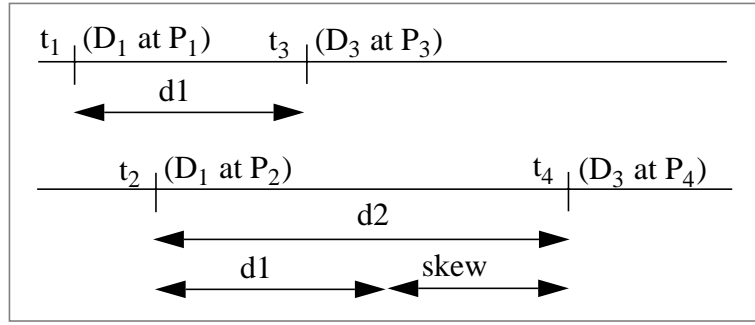 t₁ (D₁ at P₁) t₃ (D₃ at P₃)
d1
t₂ (D₁ at P₂) t₄ (D₃ at P₄)
d2
d1 skew